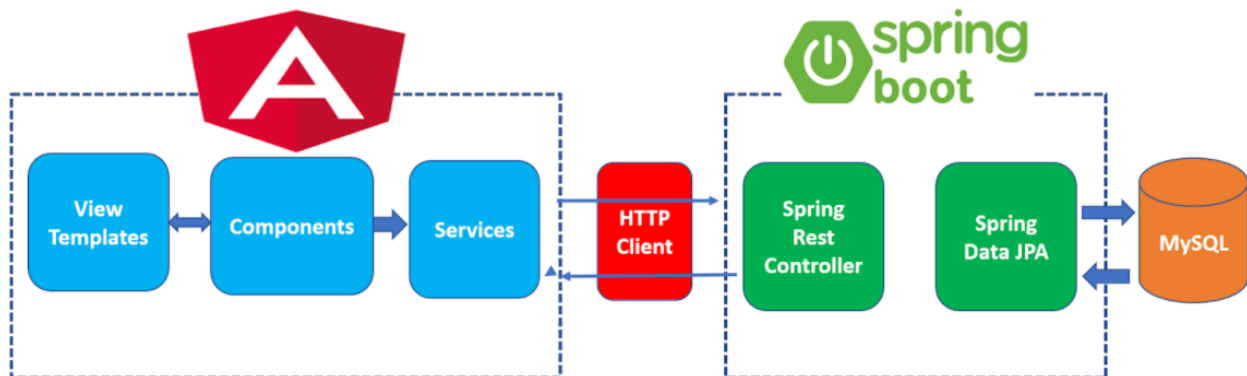 spring
boot
View
Templates
Components
Services
HTTP
Client
Spring
Rest
Controller
Spring
Data JPA
MySQL